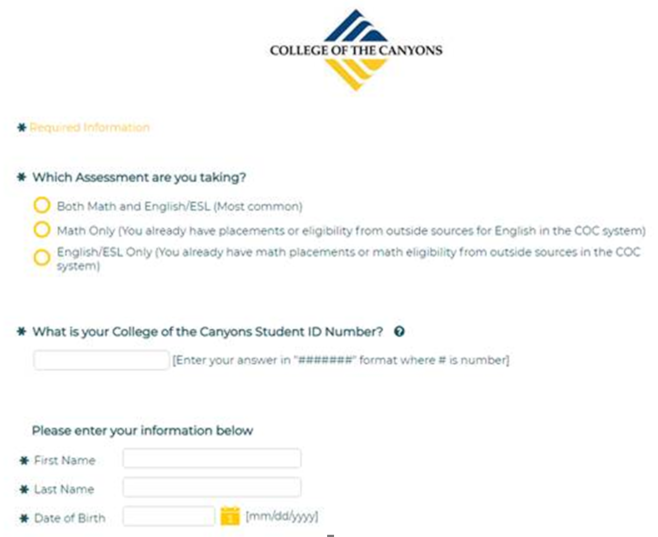 COLLEGE OF THE CANYONS
* Required Information
* Which Assessment are you taking?
Both Math and English/ESL (Most common)
Math Only (You already have placements or eligibility from outside sources for English in the COC system)
English/ESL Only (You already have math placements or math eligibility from outside sources in the COC
system)
* What is your College of the Canyons Student ID Number? ?
[Enter your answer in "#######" format where # is number]
Please enter your information below
* First Name
* Last Name
* Date of Birth [mm/dd/yyyy]